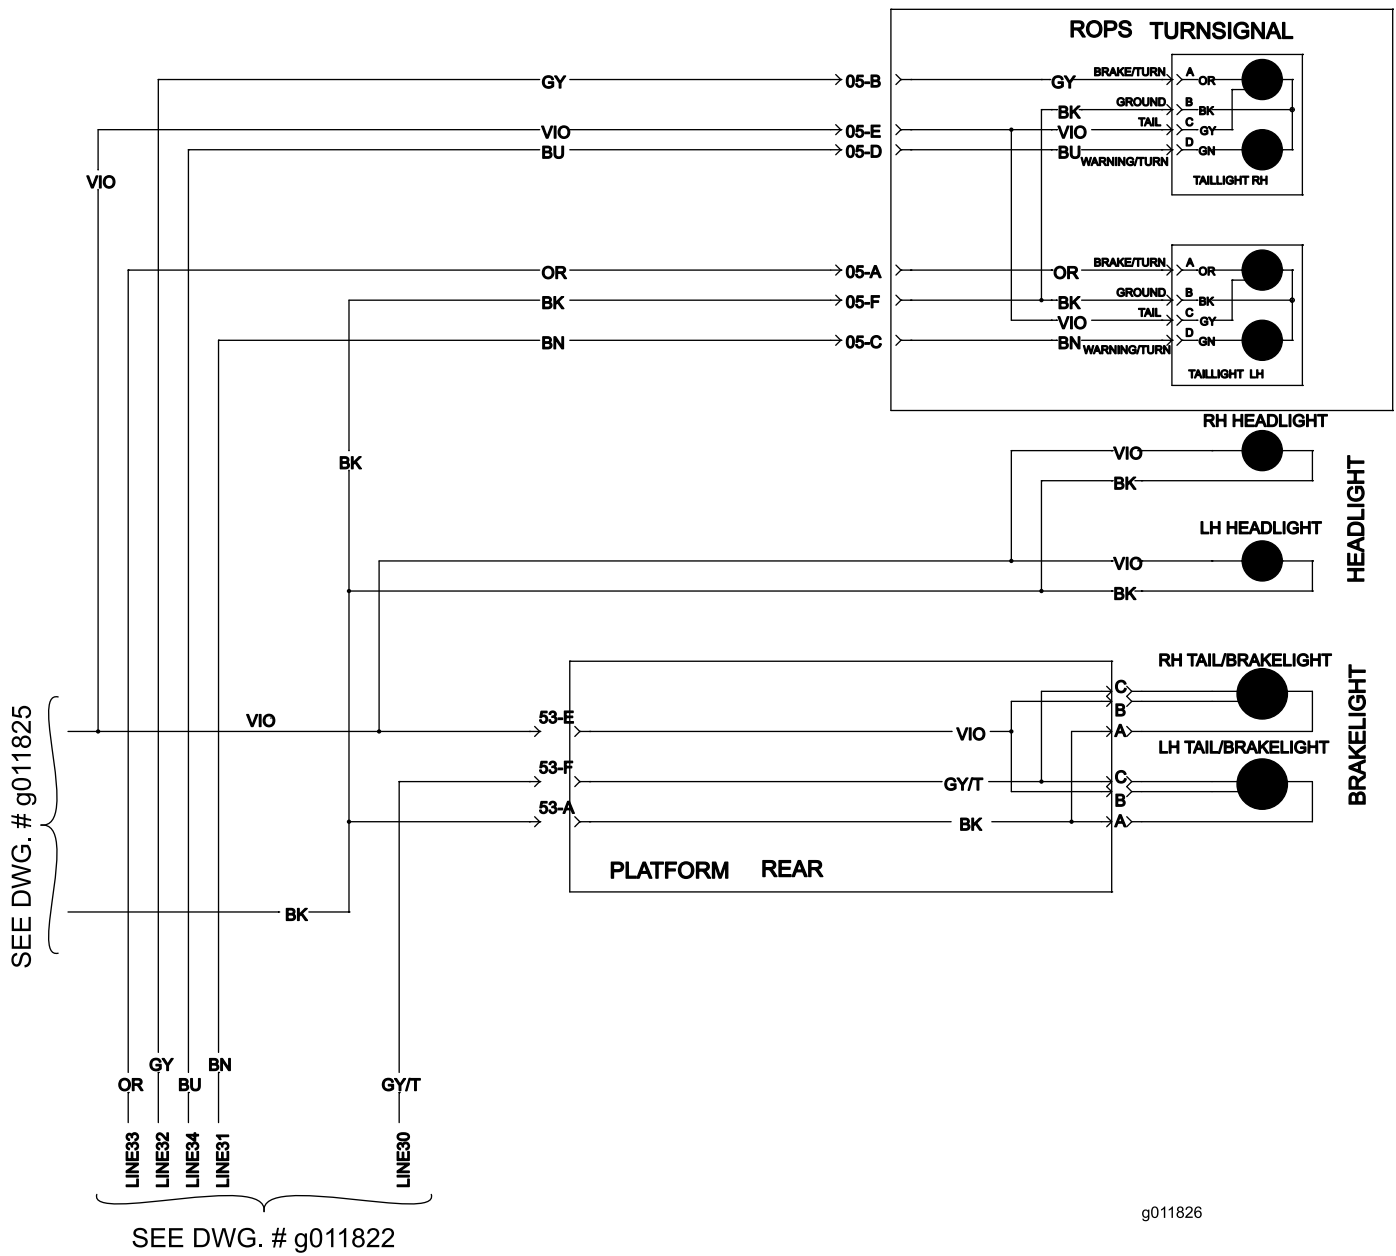 ROPS TURNSIGNAL
GY
05-B
GY
BRAKE/TURN
A
OR
BK
GROUND
B
BK
VIO
05-E
VIO
TAIL
C
GY
BU
05-D
BU
WARNING/TURN
D
GN
TAILLIGHT RH
VIO
OR
05-A
OR
BRAKE/TURN
A
OR
BK
05-F
BK
GROUND
B
BK
VIO
TAIL
C
GY
BN
05-C
BN
WARNING/TURN
D
GN
TAILLIGHT LH
RH HEADLIGHT
VIO
BK
BK
LH HEADLIGHT
VIO
BK
HEADLIGHT
RH TAIL/BRAKELIGHT
C
B
A
VIO
53-E
VIO
LH TAIL/BRAKELIGHT
53-F
GY/T
C
B
53-A
BK
A
BRAKELIGHT
PLATFORM REAR
BK
SEE DWG. # g011825
OR
GY
BU
BN
GY/T
LINE33
LINE32
LINE34
LINE31
LINE30
SEE DWG. # g011822
g011826